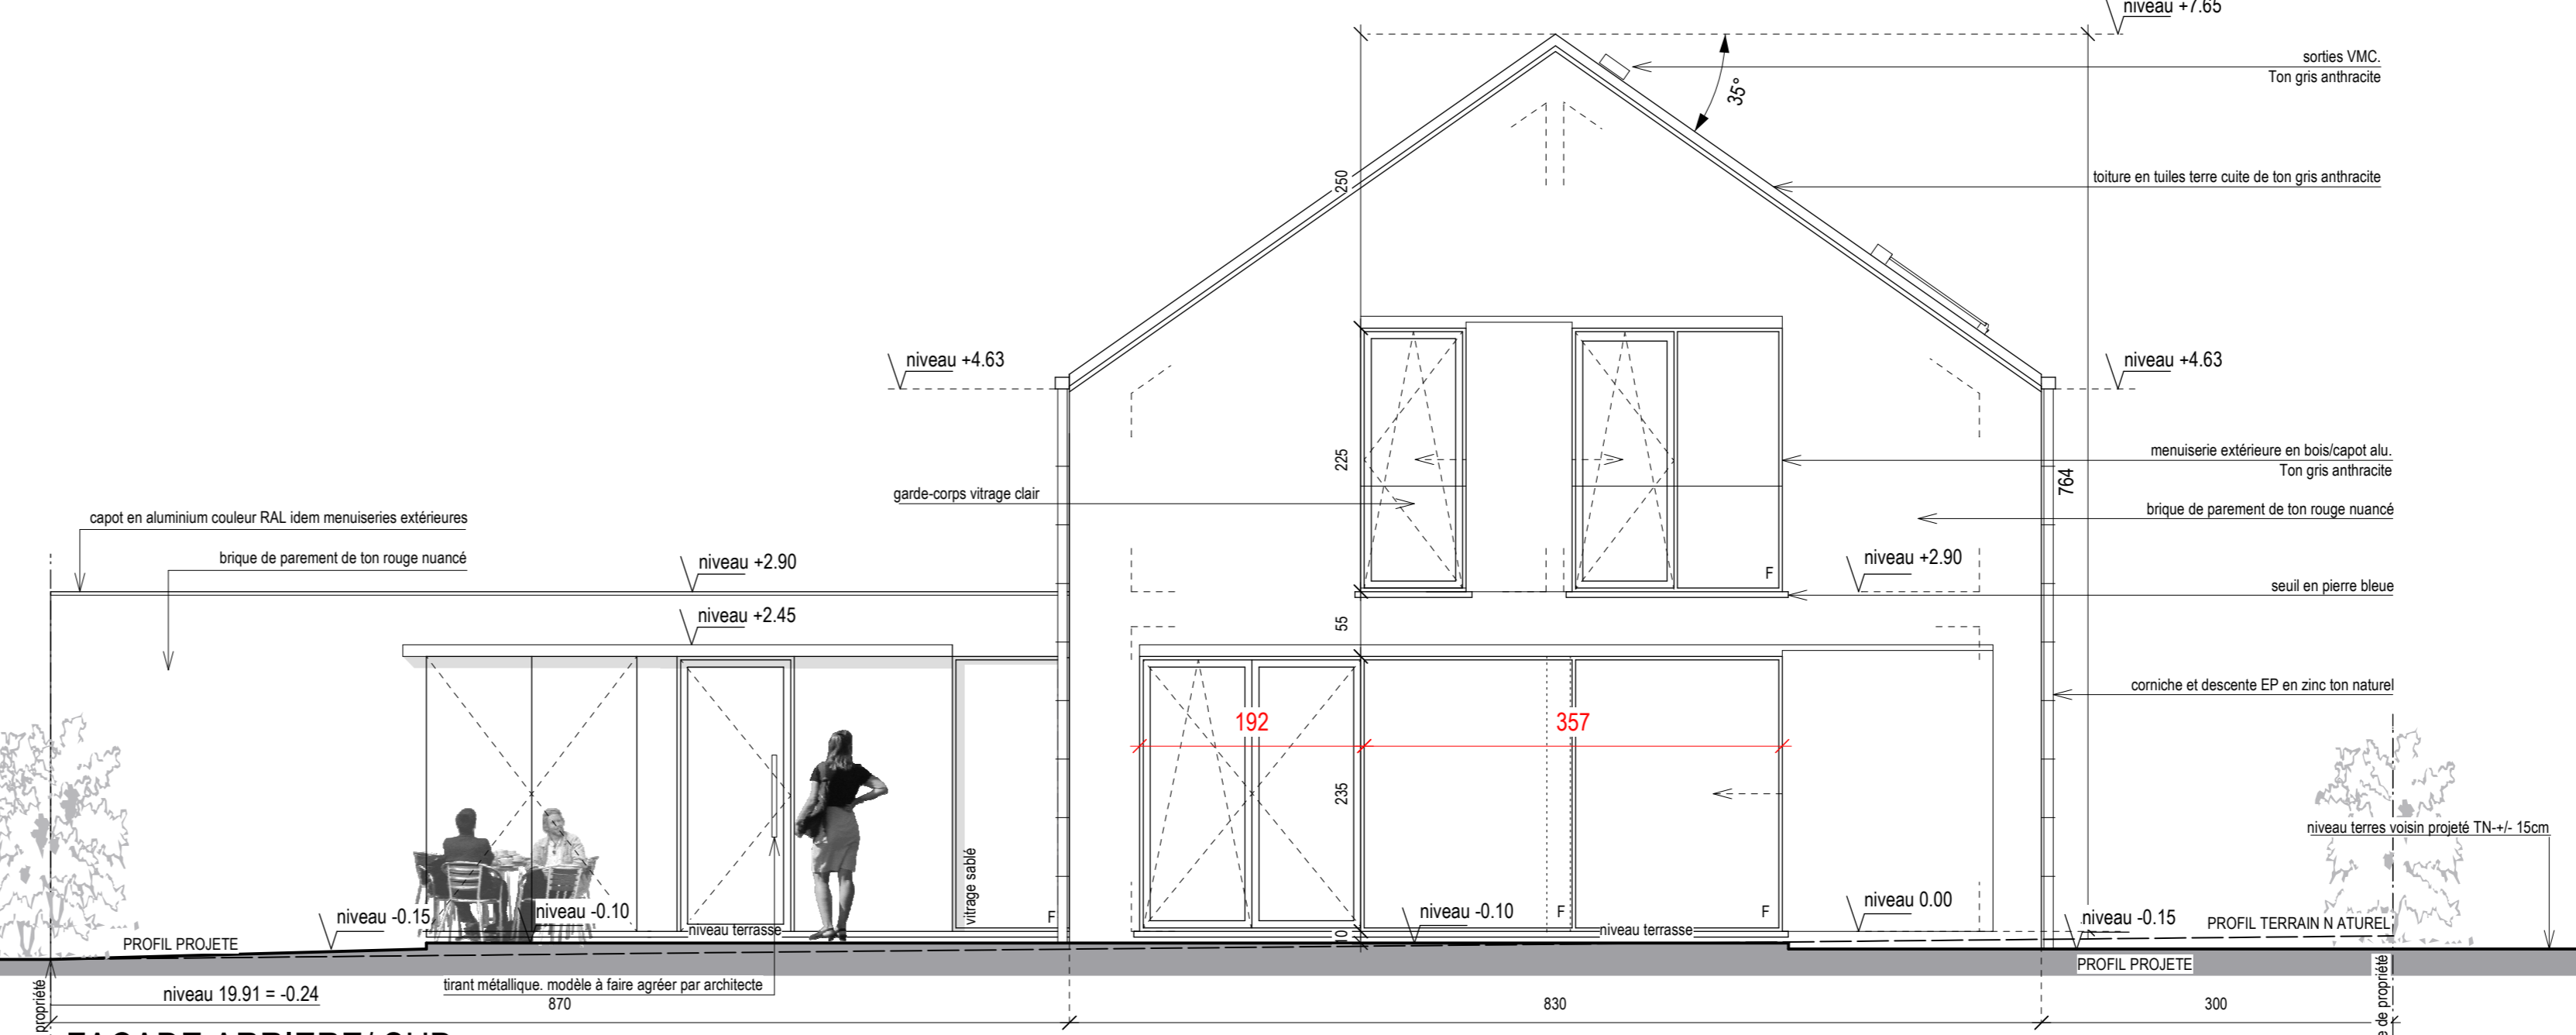 niveau +7.65
sorties VMC.
Ton gris anthracite
35°
250
toiture en tuiles terre cuite de ton gris anthracite
niveau +4.63
niveau +4.63
menuiserie extérieure en bois/capot alu.
Ton gris anthracite
225
764
garde-corps vitrage clair
brique de parement de ton rouge nuancé
capot en aluminium couleur RAL idem menuiseries extérieures
brique de parement de ton rouge nuancé
niveau +2.90
niveau +2.90
F
seuil en pierre bleue
niveau +2.45
55
corniche et descente EP en zinc ton naturel
192
357
235
niveau terres voisin projeté TN-+/- 15cm
vitrage sablé
niveau -0.15
niveau -0.10
F
niveau -0.10
F
F
niveau 0.00
niveau -0.15
PROFIL TERRAIN N ATUREL
niveau terrasse
niveau terrasse
10
PROFIL PROJETE
PROFIL PROJETE
tirant métallique. modèle à faire agréer par architecte
niveau 19.91 = -0.24
propriété
de propriété
870
830
300